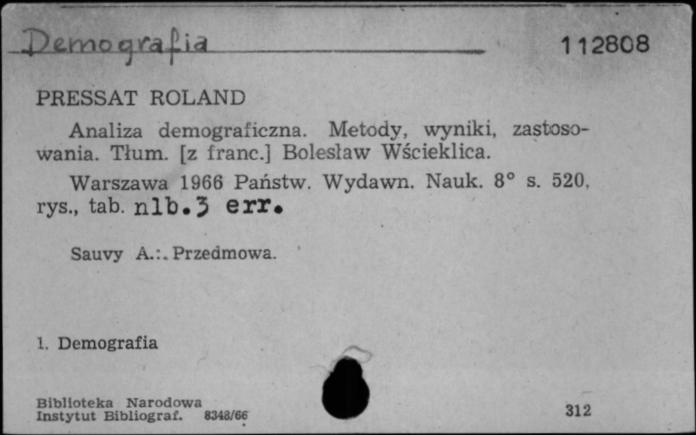 Demografia
112808
PRESSAT ROLAND
Analiza demograficzna. Metody, wyniki, zastoso-
wania. Tłum. [z franc.] Bolesław Wścieklica.
Warszawa 1966 Państw. Wydawn. Nauk. 8° s. 520,
rys., tab. nlb.3 err.
Sauvy A.:. Przedmowa.
1. Demografia
Biblioteka Narodowa
Instytut Bibliograf. 8348/66
312